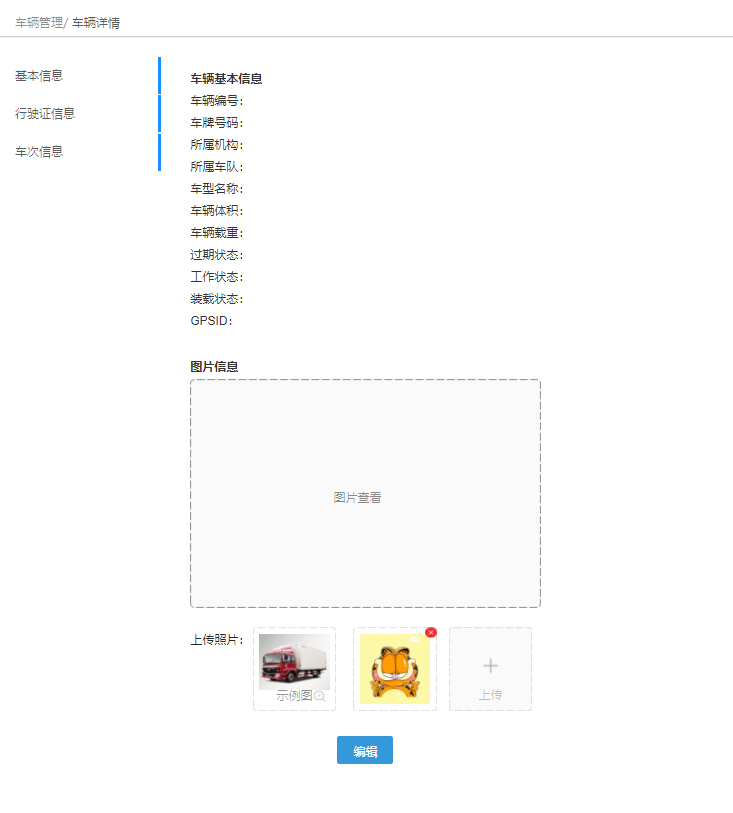 车辆管理/ 车辆详情
基本信息
行驶证信息
车次信息
车辆基本信息
车辆编号：
车牌号码：
所属机构：
所属车队：
车型名称：
车辆体积：
车辆载重：
过期状态：
工作状态：
装载状态：
GPSID：
图片信息
图片查看
上传照片：
示例图
上传
编辑